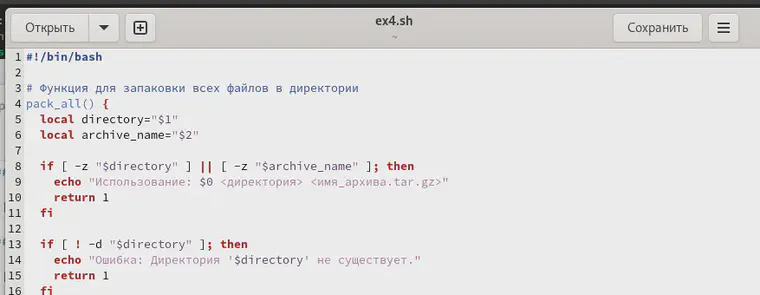 Открыть
ex4.sh
~
Сохранить
1 #!/bin/bash
2
3 # Функция для запаковки всех файлов в директории
4 pack_all() {
5   local directory="$1"
6   local archive_name="$2"
7
8   if [ -z "$directory" ] || [ -z "$archive_name" ]; then
9     echo "Использование: $0 <директория> <имя_архива.tar.gz>"
10     return 1
11   fi
12
13   if [ ! -d "$directory" ]; then
14     echo "Ошибка: Директория '$directory' не существует."
15     return 1
16   fi